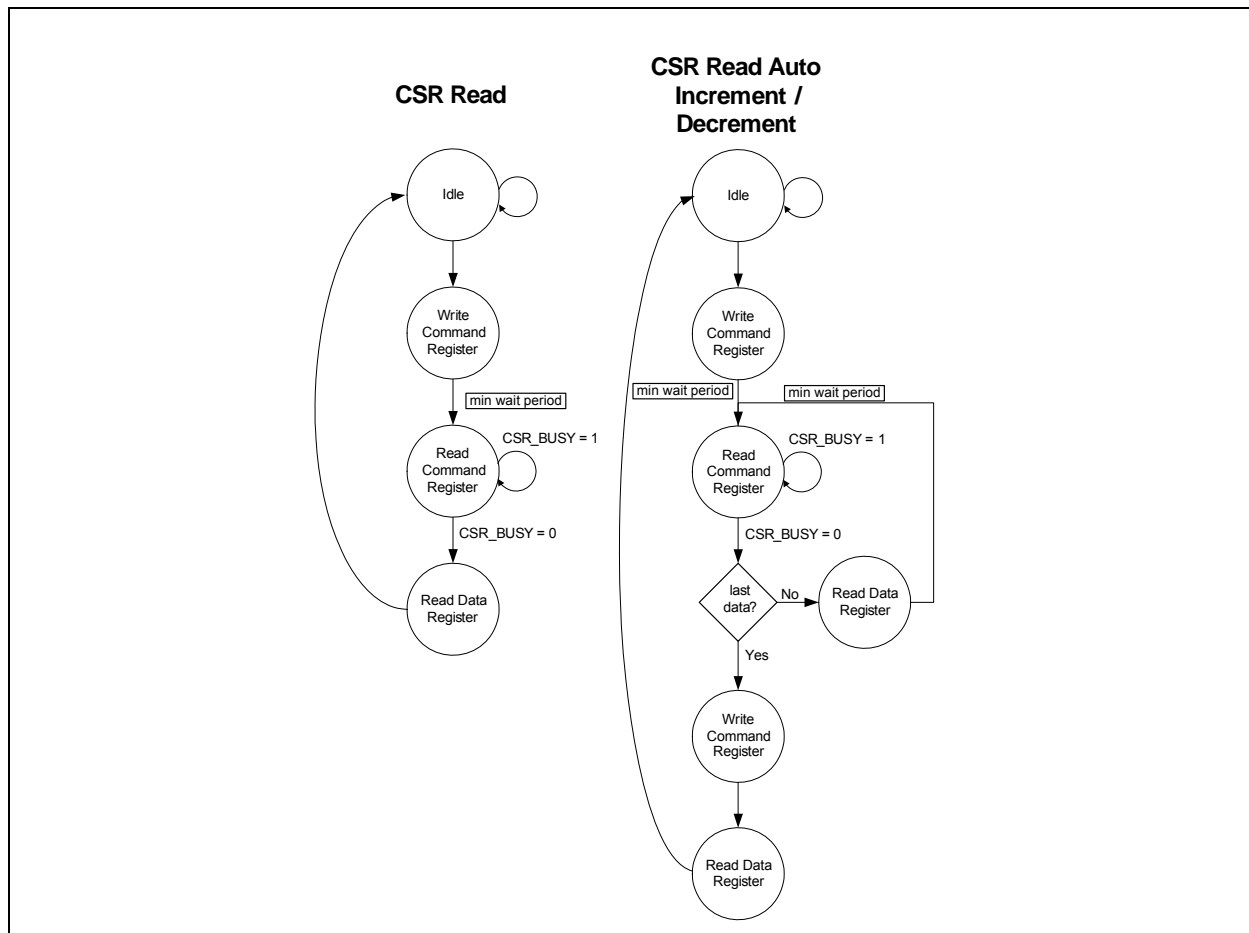 CSR Read
Idle
Write
Command
Register
min wait period
Read
Command
Register
CSR_BUSY = 1
CSR_BUSY = 0
Read Data
Register
CSR Read Auto
Increment /
Decrement
Idle
Write
Command
Register
min wait period
min wait period
Read
Command
Register
CSR_BUSY = 1
CSR_BUSY = 0
last
data?
No
Read Data
Register
Yes
Write
Command
Register
Read Data
Register